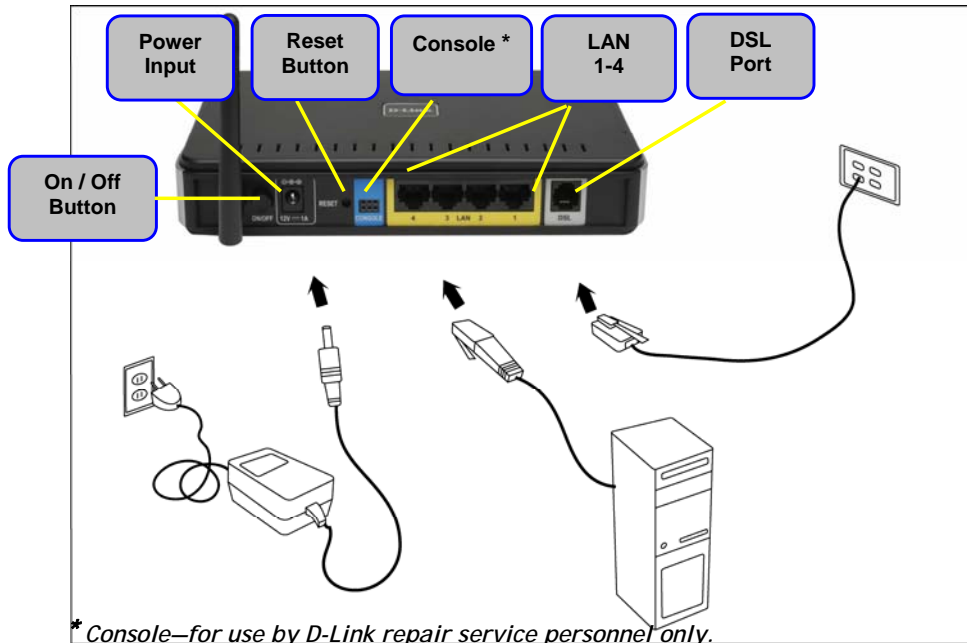 Power
Input
Reset
Button
Console *
LAN
1-4
DSL
Port
On / Off
Button
D-Link
ON/OFF
12V⎓1A
RESET
CONSOLE
4 3 LAN 2 1
DSL
* Console—for use by D-Link repair service personnel only.